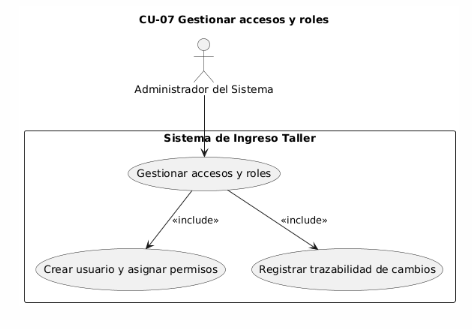 CU-07 Gestionar accesos y roles
Administrador del Sistema
Sistema de Ingreso Taller
Gestionar accesos y roles
«include»
«include»
Crear usuario y asignar permisos
Registrar trazabilidad de cambios